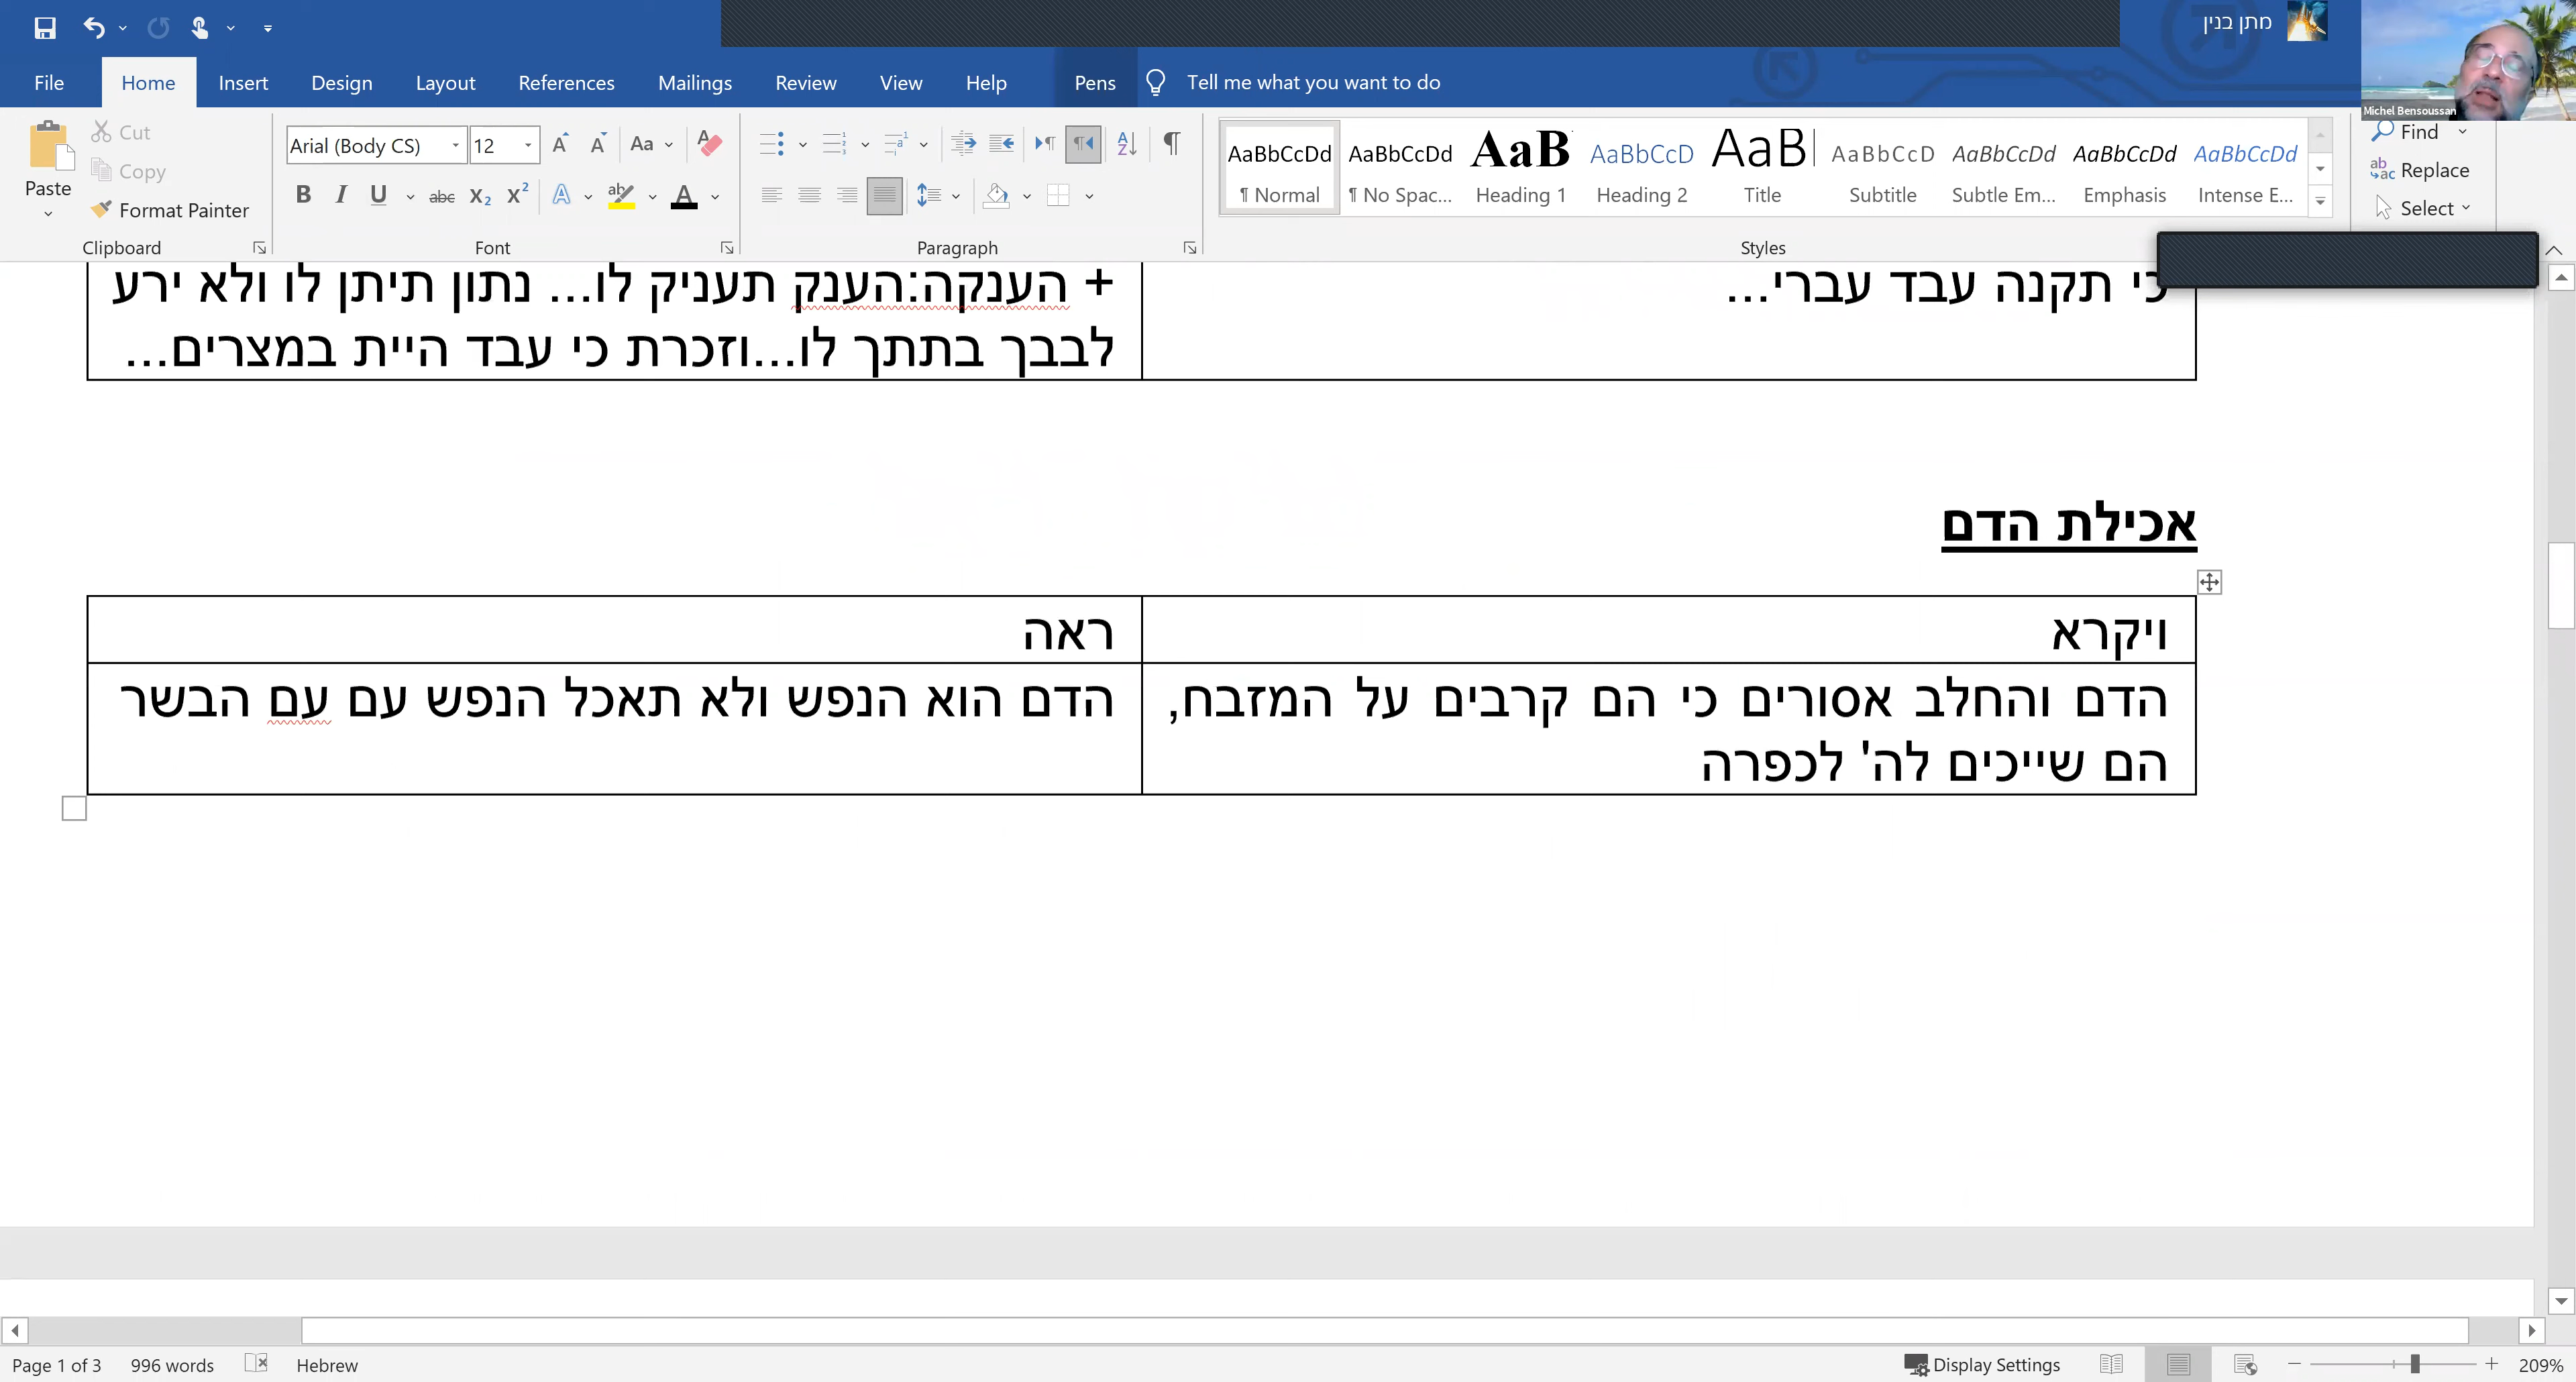 מתן בנין
Michel Bensoussan
File Home Insert Design Layout References Mailings Review View Help Pens Tell me what you want to do
Paste
Cut
Copy
Format Painter
Clipboard
Arial (Body CS) 12
Font
Paragraph
AaBbCcDd AaBbCcDd AaB AaBbCcD AaB AaBbCcD AaBbCcDd AaBbCcDd AaBbCcDd
¶ Normal ¶ No Spac... Heading 1 Heading 2 Title Subtitle Subtle Em... Emphasis Intense E...
Styles
Find
Replace
Select
כי תקנה עבד עברי...
+ הענקה:הענק תעניק לו... נתון תיתן לו ולא ירע
לבבך בתתך לו...וזכרת כי עבד היית במצרים...
אכילת הדם
ויקרא
ראה
הדם והחלב אסורים כי הם קרבים על המזבח,
הם שייכים לה' לכפרה
הדם הוא הנפש ולא תאכל הנפש עם עם הבשר
Page 1 of 3 996 words Hebrew Display Settings 209%